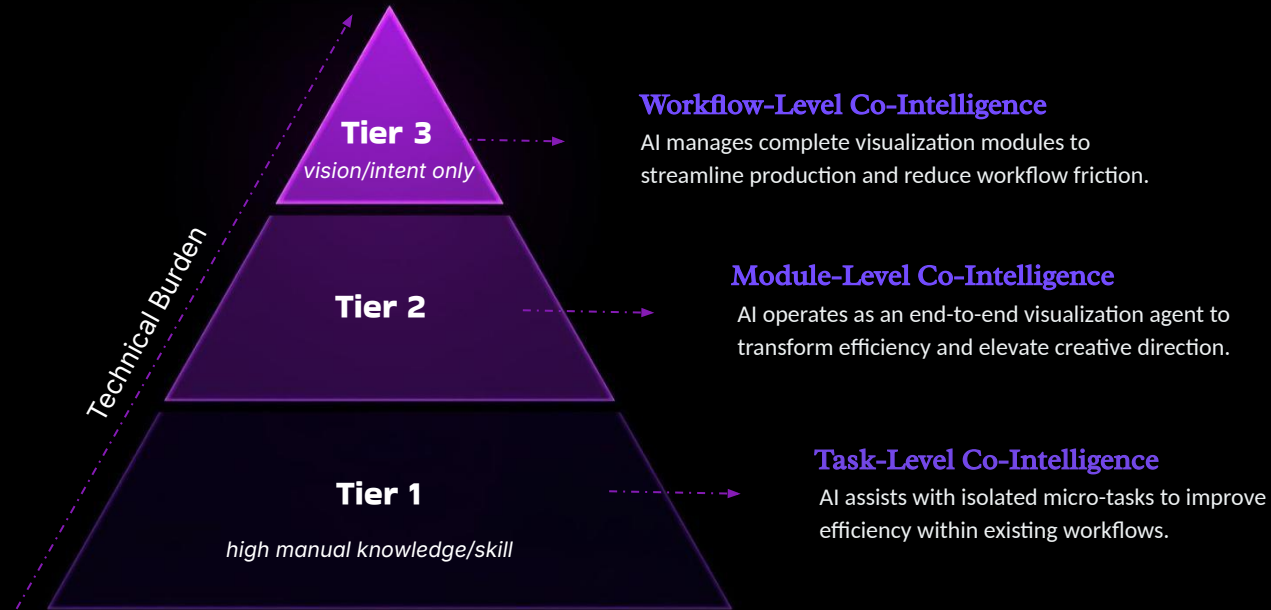 Technical Burden
Tier 3
vision/intent only
Workflow-Level Co-Intelligence
AI manages complete visualization modules to
streamline production and reduce workflow friction.
Tier 2
Module-Level Co-Intelligence
AI operates as an end-to-end visualization agent to
transform efficiency and elevate creative direction.
Tier 1
high manual knowledge/skill
Task-Level Co-Intelligence
AI assists with isolated micro-tasks to improve
efficiency within existing workflows.